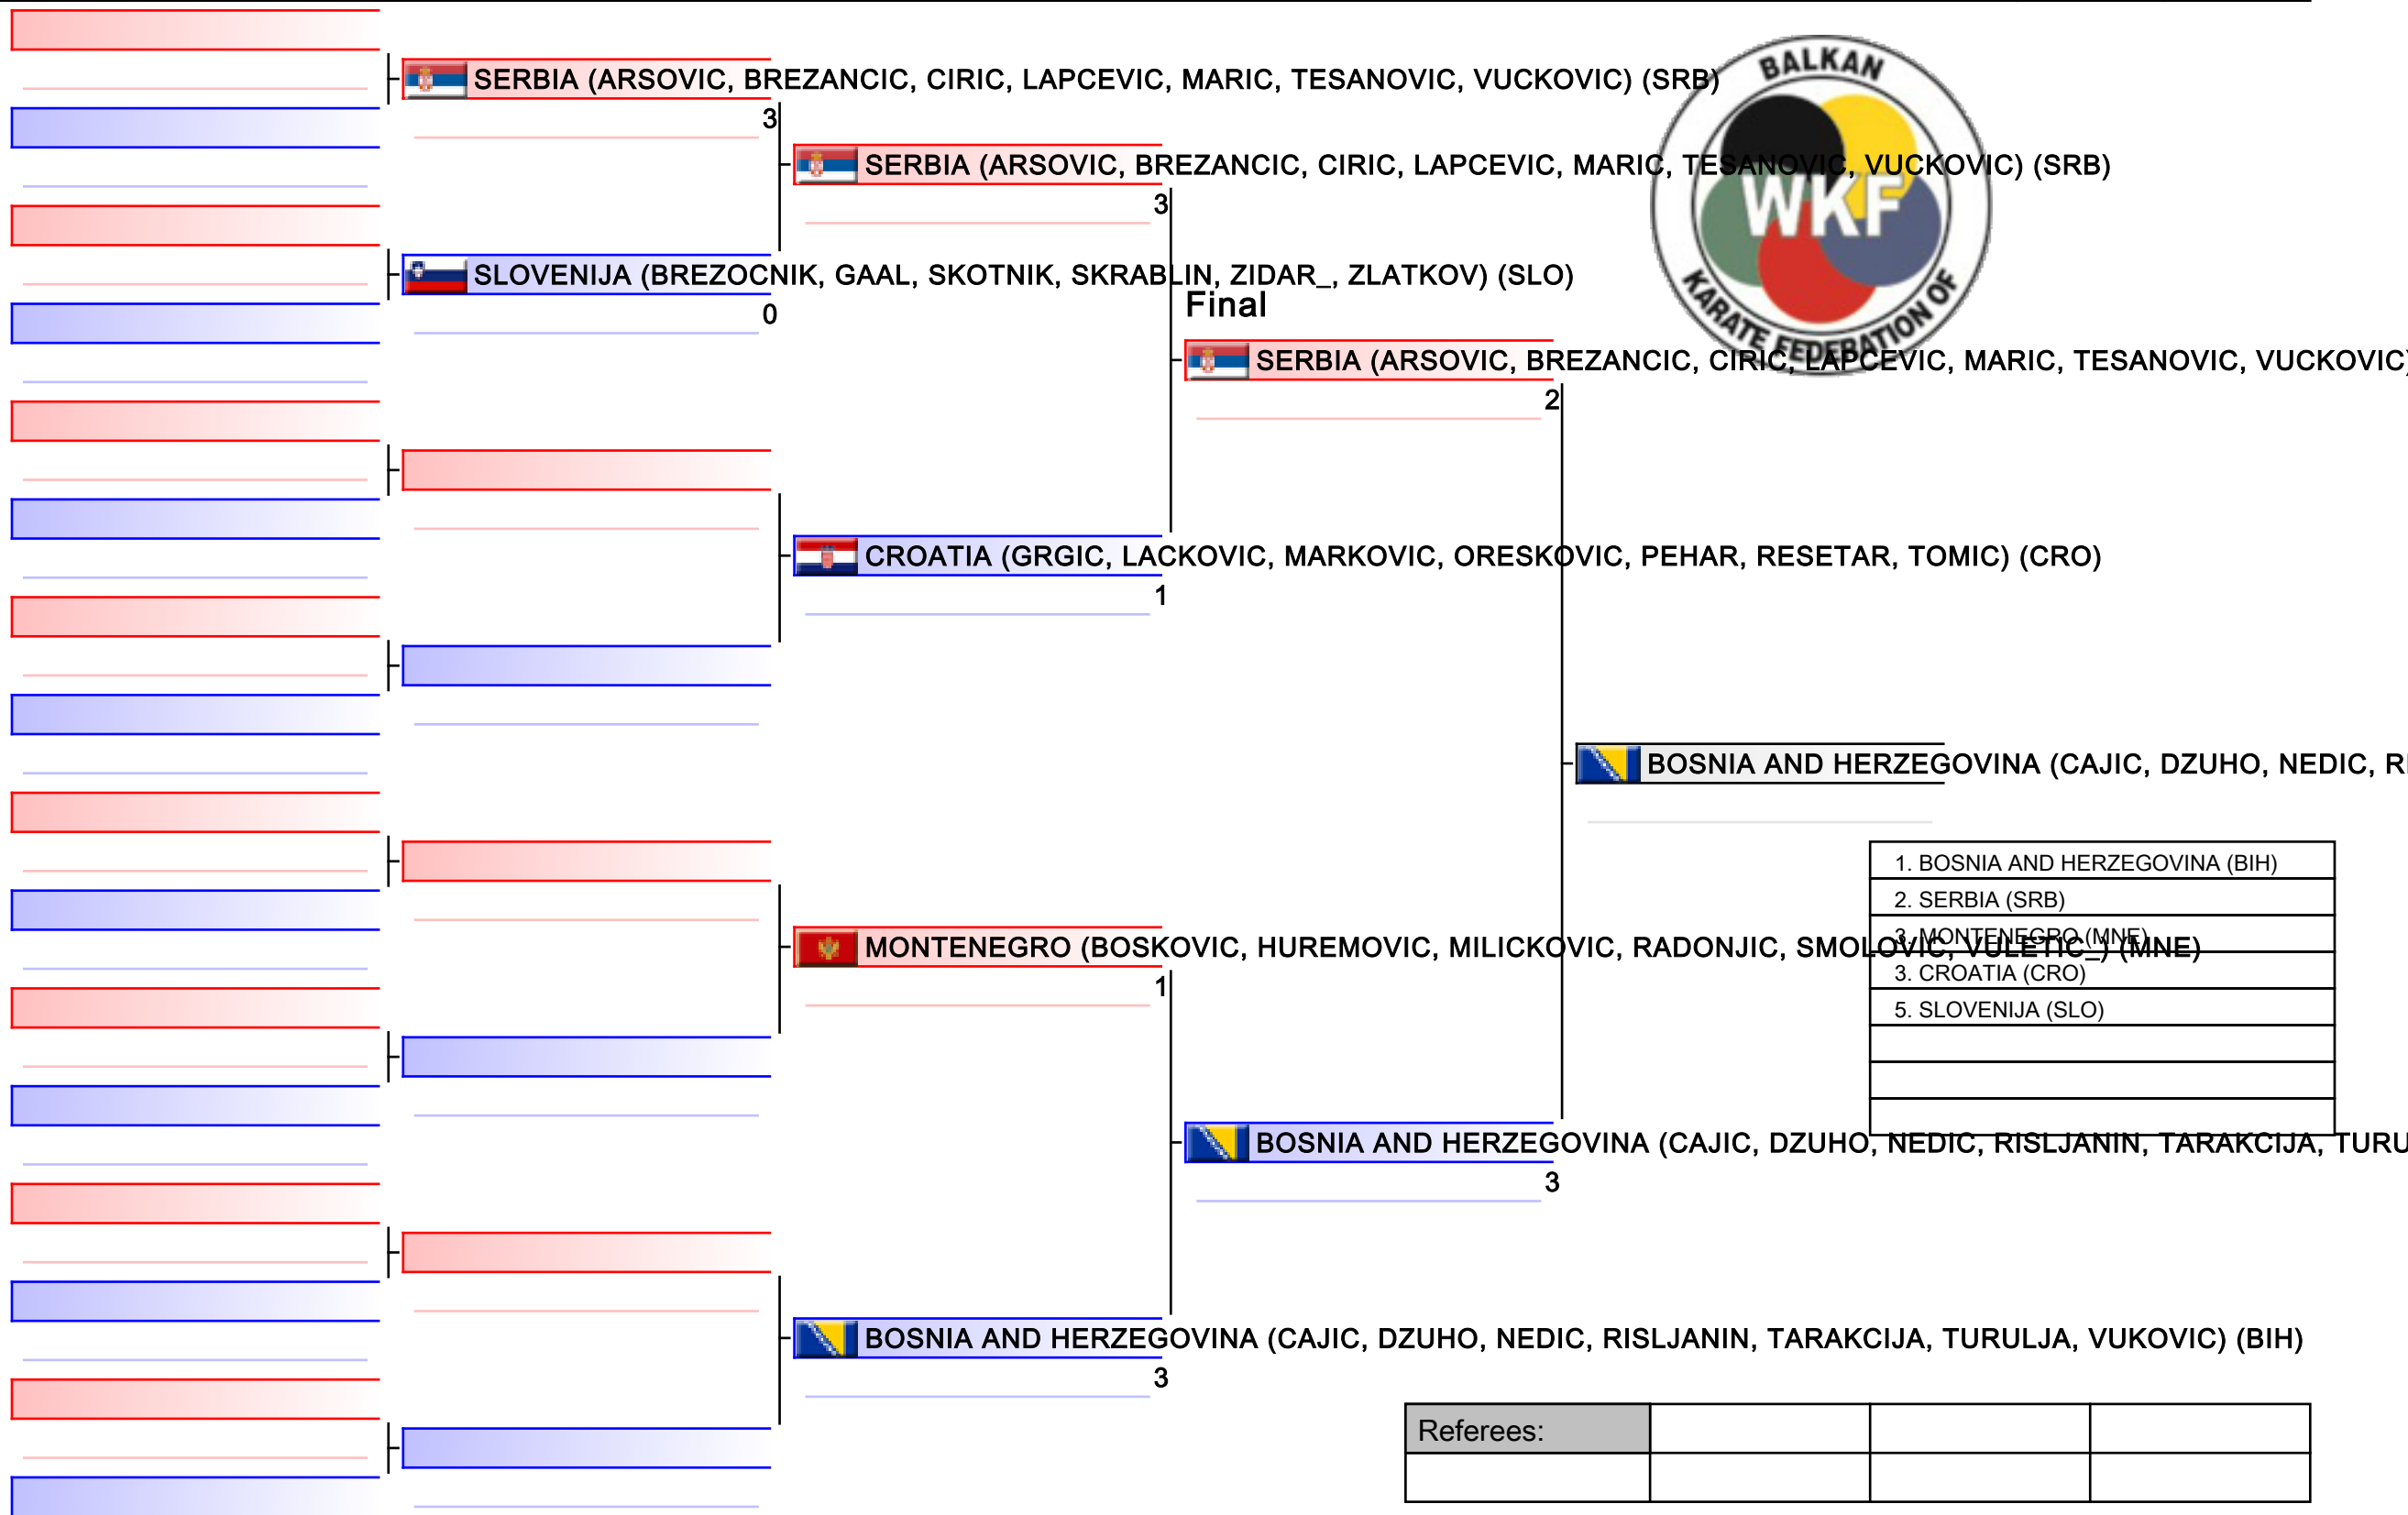 BALKAN
KARATE FEDERATION OF
WKF
SERBIA (ARSOVIC, BREZANCIC, CIRIC, LAPCEVIC, MARIC, TESANOVIC, VUCKOVIC) (SRB)
3
SERBIA (ARSOVIC, BREZANCIC, CIRIC, LAPCEVIC, MARIC, TESANOVIC, VUCKOVIC) (SRB)
3
SLOVENIJA (BREZOCNIK, GAAL, SKOTNIK, SKRABLIN, ZIDAR_, ZLATKOV) (SLO)
0
Final
SERBIA (ARSOVIC, BREZANCIC, CIRIC, LAPCEVIC, MARIC, TESANOVIC, VUCKOVIC)
2
CROATIA (GRGIC, LACKOVIC, MARKOVIC, ORESKOVIC, PEHAR, RESETAR, TOMIC) (CRO)
1
BOSNIA AND HERZEGOVINA (CAJIC, DZUHO, NEDIC,
1. BOSNIA AND HERZEGOVINA (BIH)
2. SERBIA (SRB)
3. MONTENEGRO (MNE)
3. CROATIA (CRO)
5. SLOVENIJA (SLO)
MONTENEGRO (BOSKOVIC, HUREMOVIC, MILICKOVIC, RADONJIC, SMOLOVIC, VULETIC_) (MNE)
1
BOSNIA AND HERZEGOVINA (CAJIC, DZUHO, NEDIC, RISLJANIN, TARAKCIJA, TURU
3
BOSNIA AND HERZEGOVINA (CAJIC, DZUHO, NEDIC, RISLJANIN, TARAKCIJA, TURULJA, VUKOVIC) (BIH)
3
Referees: